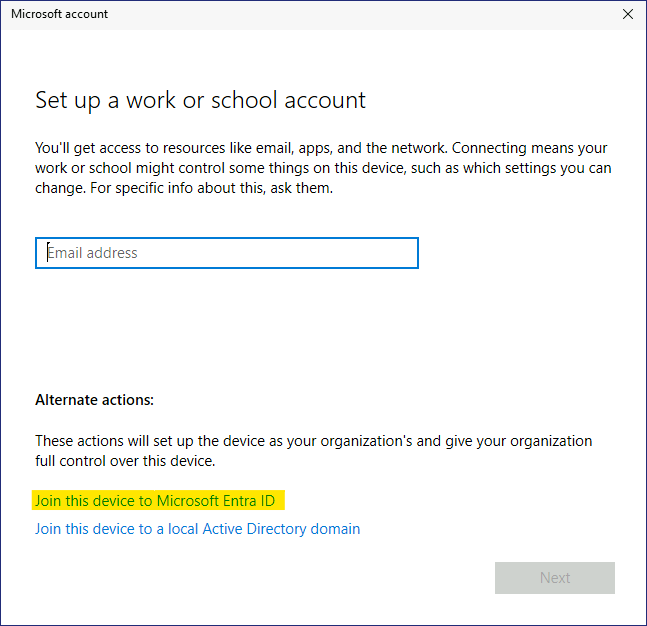 Microsoft account
Set up a work or school account
You'll get access to resources like email, apps, and the network. Connecting means your
work or school might control some things on this device, such as which settings you can
change. For specific info about this, ask them.
Email address
Alternate actions:
These actions will set up the device as your organization's and give your organization
full control over this device.
Join this device to Microsoft Entra ID
Join this device to a local Active Directory domain
Next